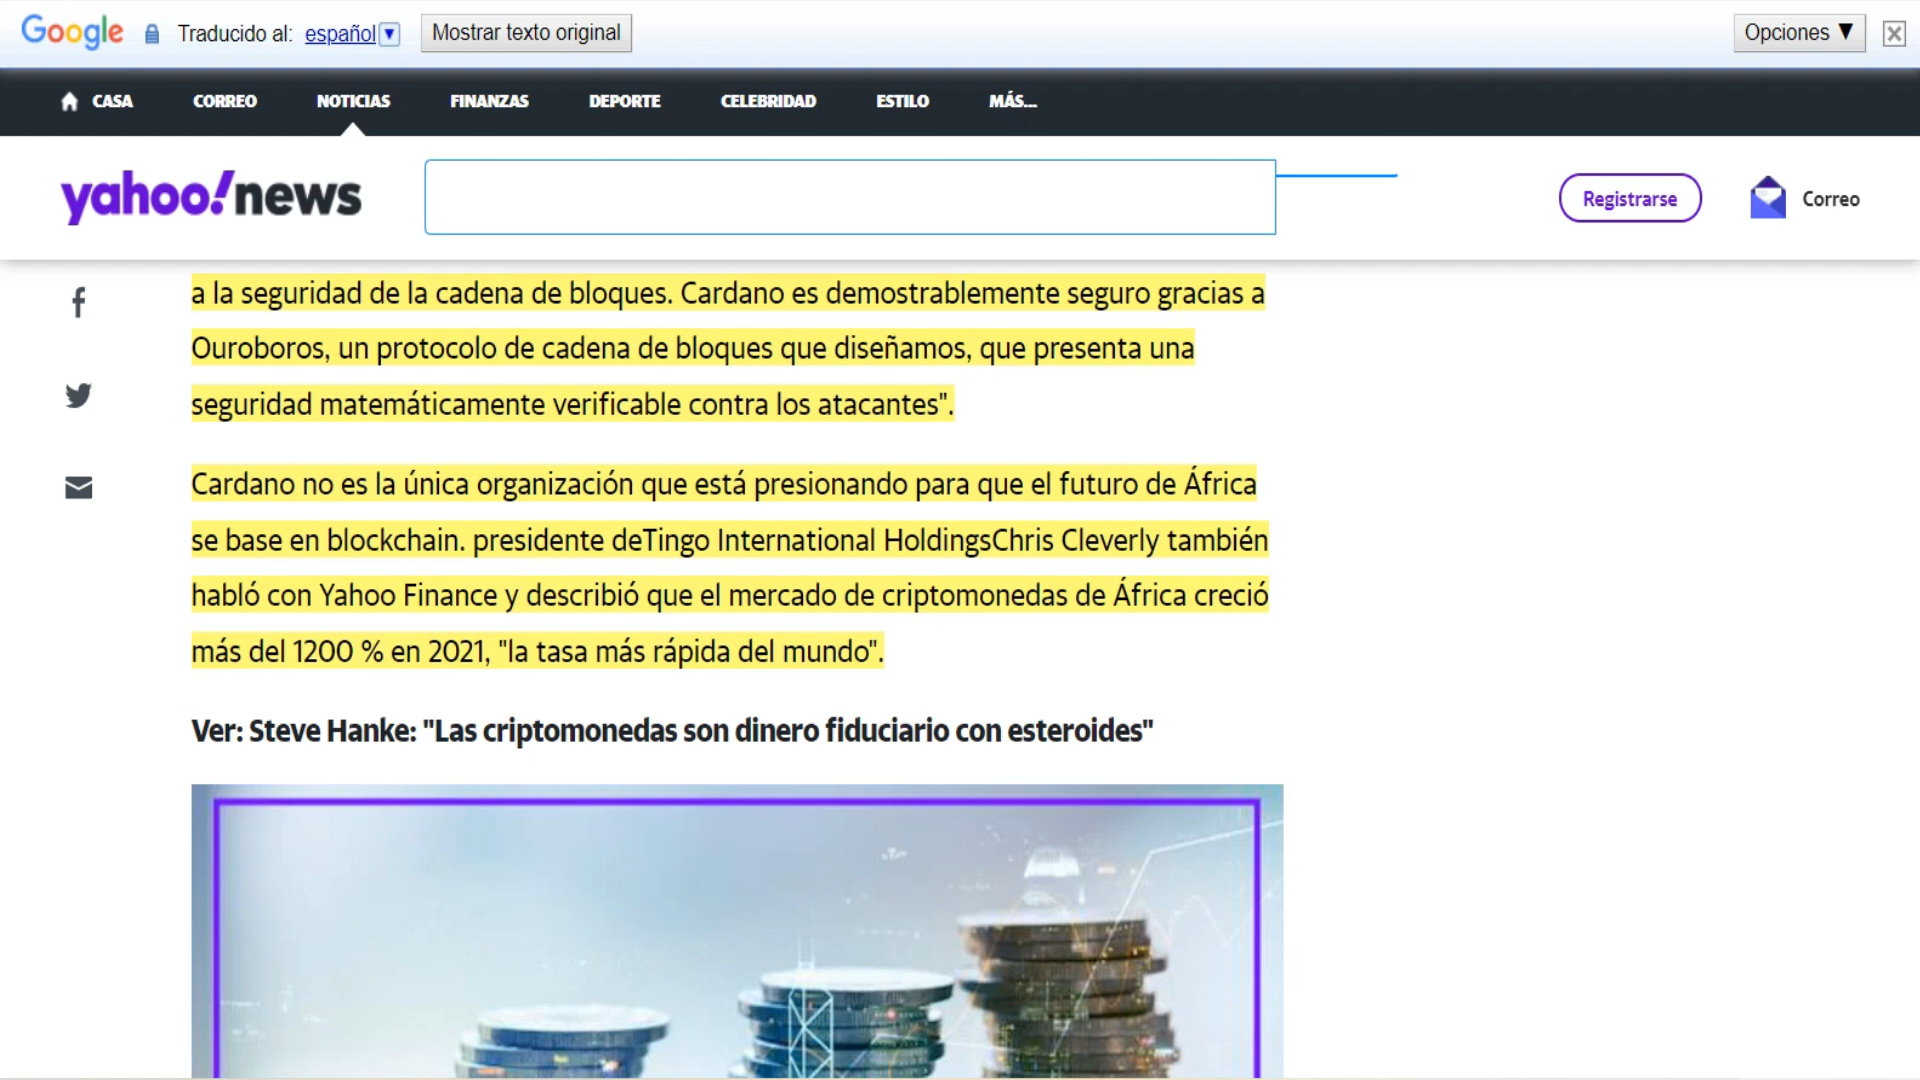 Google Traducido al: español ▼ Mostrar texto original Opciones ▼
CASA CORREO NOTICIAS FINANZAS DEPORTE CELEBRIDAD ESTILO MÁS...
yahoo!news Registrarse Correo
a la seguridad de la cadena de bloques. Cardano es demostrablemente seguro gracias a
Ouroboros, un protocolo de cadena de bloques que diseñamos, que presenta una
seguridad matemáticamente verificable contra los atacantes".
Cardano no es la única organización que está presionando para que el futuro de África
se base en blockchain. presidente deTingo International HoldingsChris Cleverly también
habló con Yahoo Finance y describió que el mercado de criptomonedas de África creció
más del 1200 % en 2021, "la tasa más rápida del mundo".
Ver: Steve Hanke: "Las criptomonedas son dinero fiduciario con esteroides"